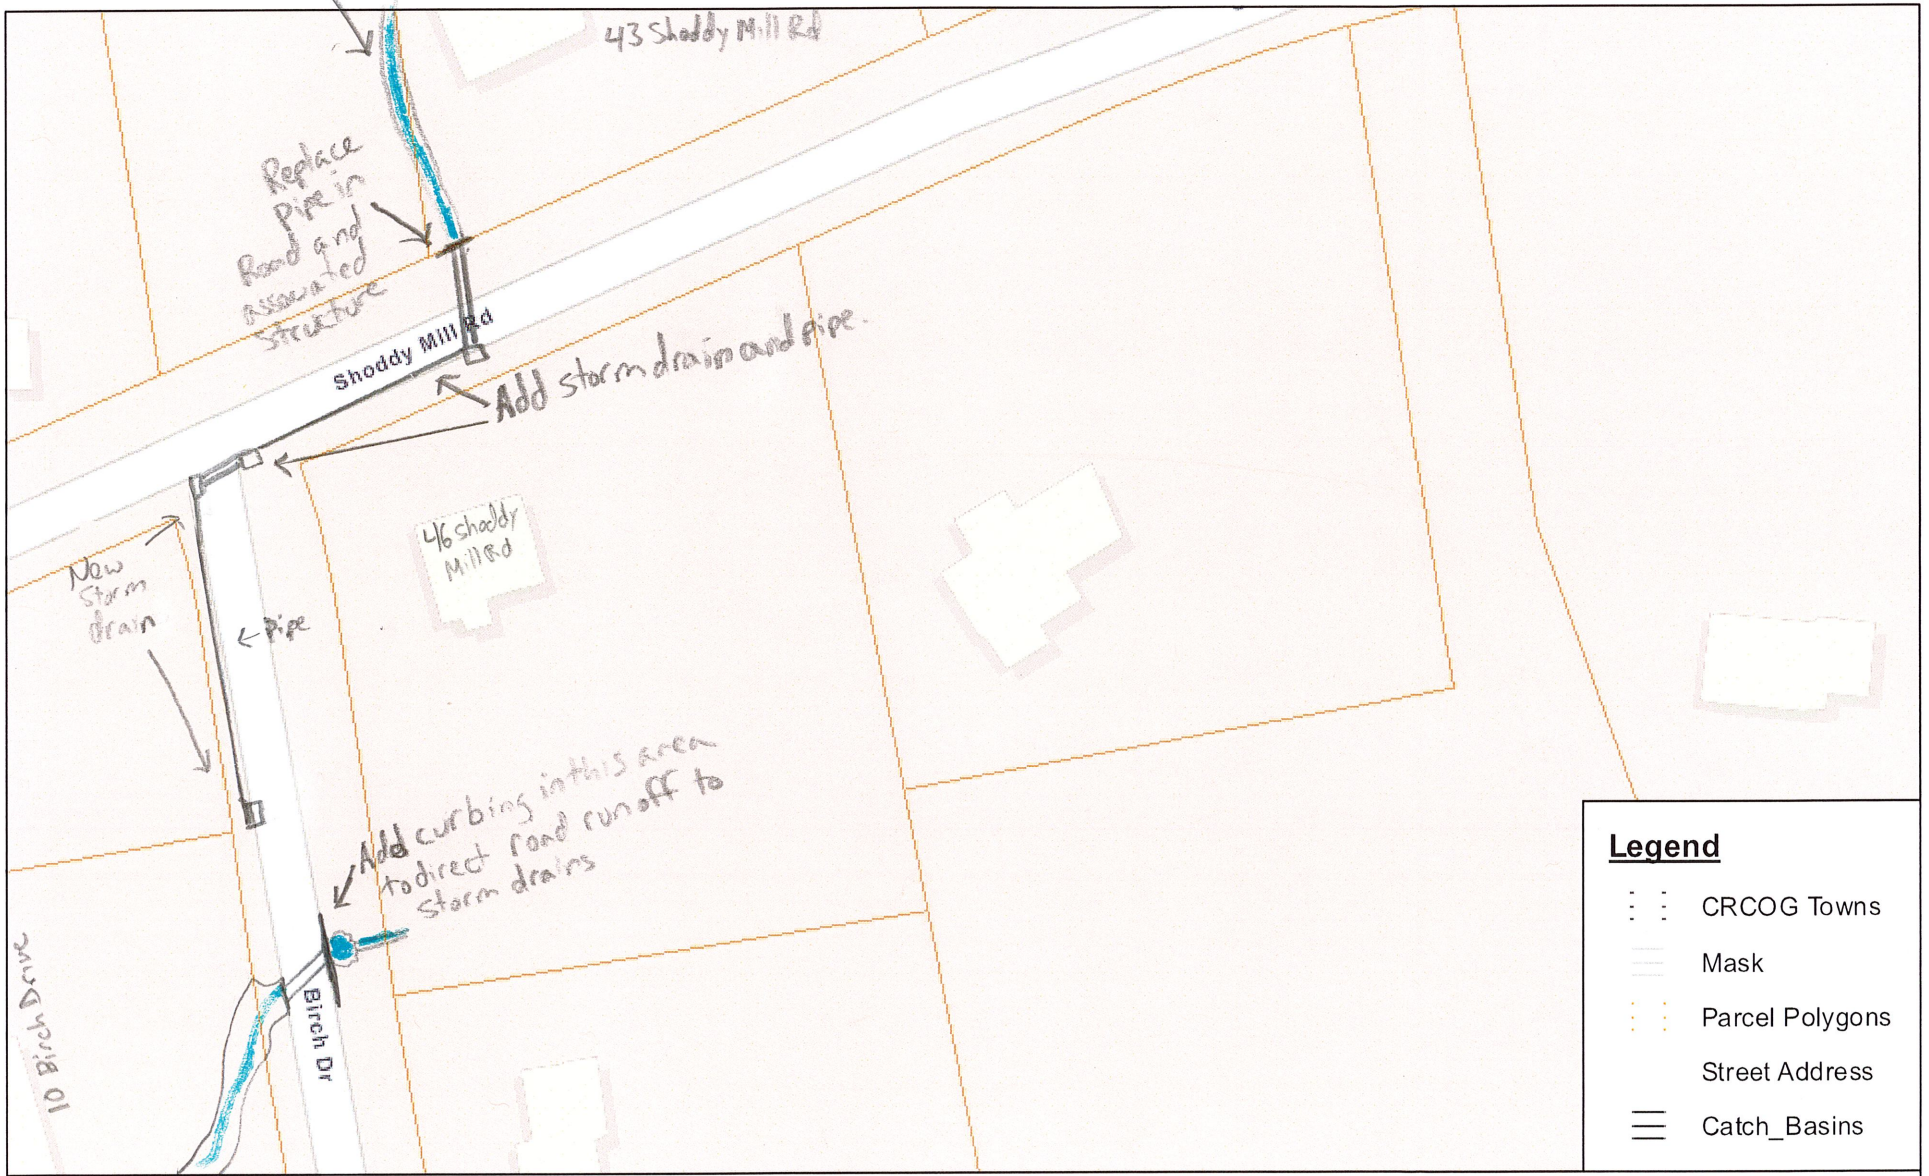 43 Shoddy Mill Rd
Replace
pipe in
Road and
associated
structure
Shoddy Mill Rd
Add storm drain and pipe.
46 Shoddy
Mill Rd
New
Storm
drain
← Pipe
Add curbing in this area
to direct road runoff to
storm drains
10 Birch Drive
Birch Dr
Legend
CRCOG Towns
Mask
Parcel Polygons
Street Address
Catch_Basins